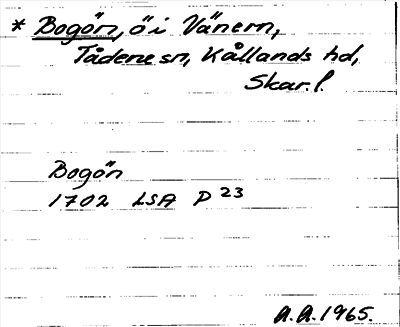 * Bogön, ö i Vänern,
Tådene sn, Kållands hd,
Skar. l.
Bogön
1702 LSA P 23
A.A. 1965.